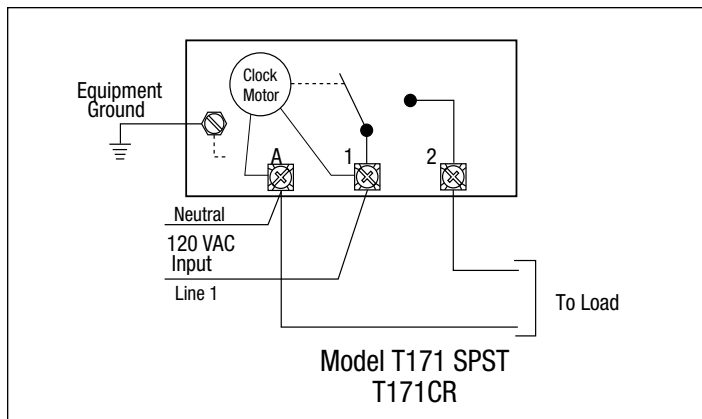 Clock
Motor
Equipment
Ground
A
1
2
Neutral
120 VAC
Input
Line 1
To Load
Model T171 SPST
T171CR